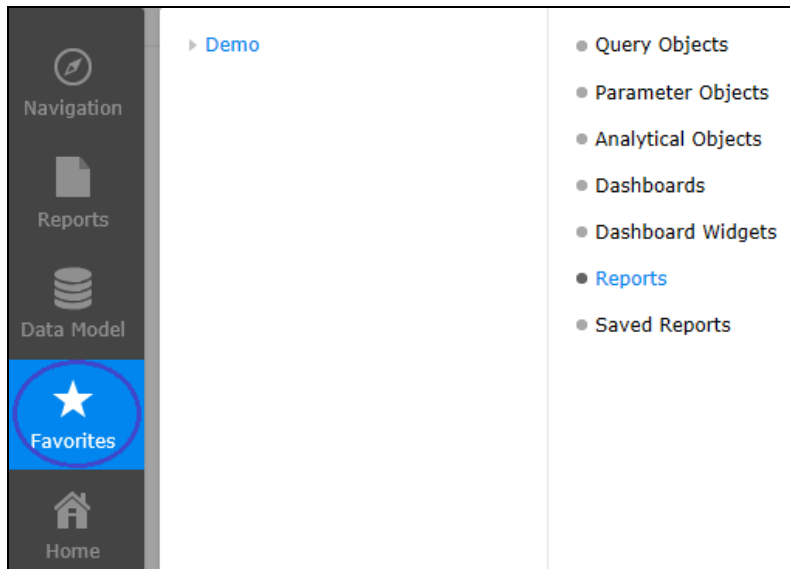 Navigation
Reports
Data Model
Favorites
Home
Demo
Query Objects
Parameter Objects
Analytical Objects
Dashboards
Dashboard Widgets
Reports
Saved Reports